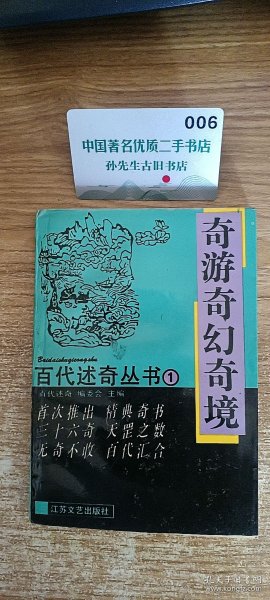 006
中国著名优质二手书店
孙先生古旧书店
奇游奇幻奇境
Baidaishuqicongshu
百代述奇丛书①
百代述奇 编委会 主编
首次推出 精典奇书
三十六奇 天罡之数
无奇不收 百代汇合
江苏文艺出版社